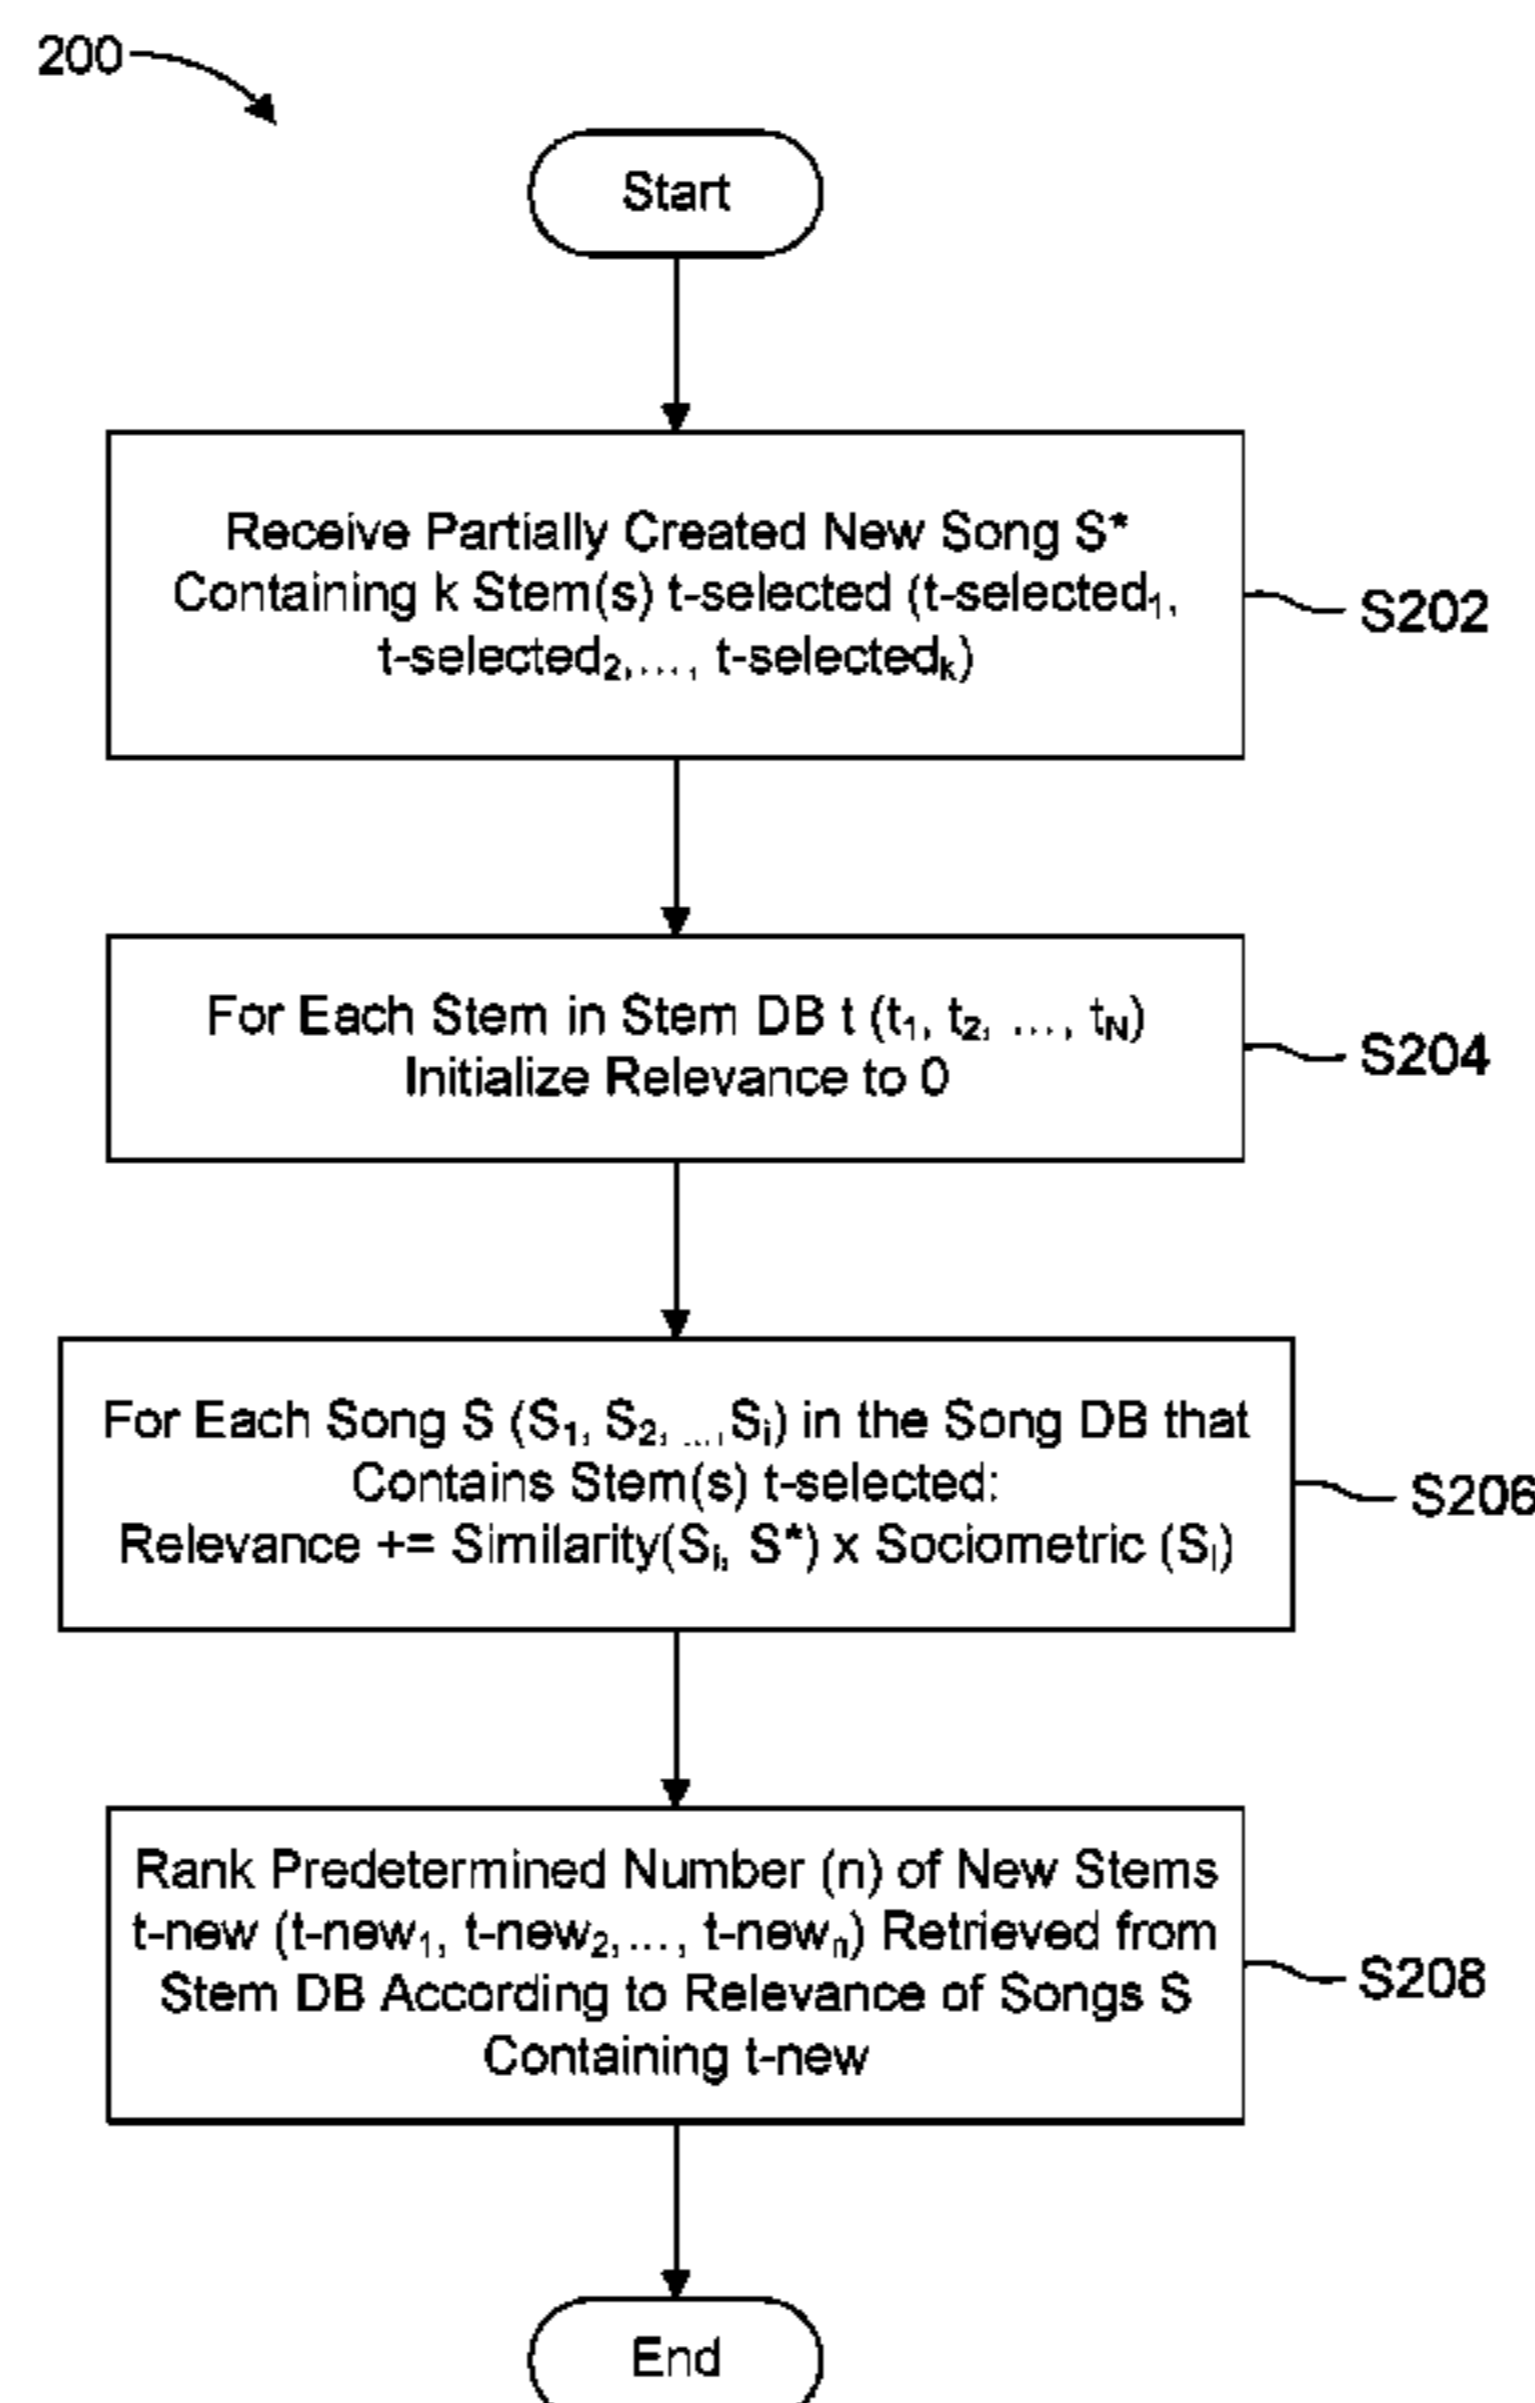 200
Start
Receive Partially Created New Song S*
Containing k Stem(s) t-selected (t-selected₁,
t-selected₂,..., t-selectedₖ)
S202
For Each Stem in Stem DB t (t₁, t₂, ..., t_N)
Initialize Relevance to 0
S204
For Each Song S (S₁, S₂, ...,Sᵢ) in the Song DB that
Contains Stem(s) t-selected:
Relevance += Similarity(Sᵢ, S*) x Sociometric (Sᵢ)
S206
Rank Predetermined Number (n) of New Stems
t-new (t-new₁, t-new₂,..., t-newₙ) Retrieved from
Stem DB According to Relevance of Songs S
Containing t-new
S208
End